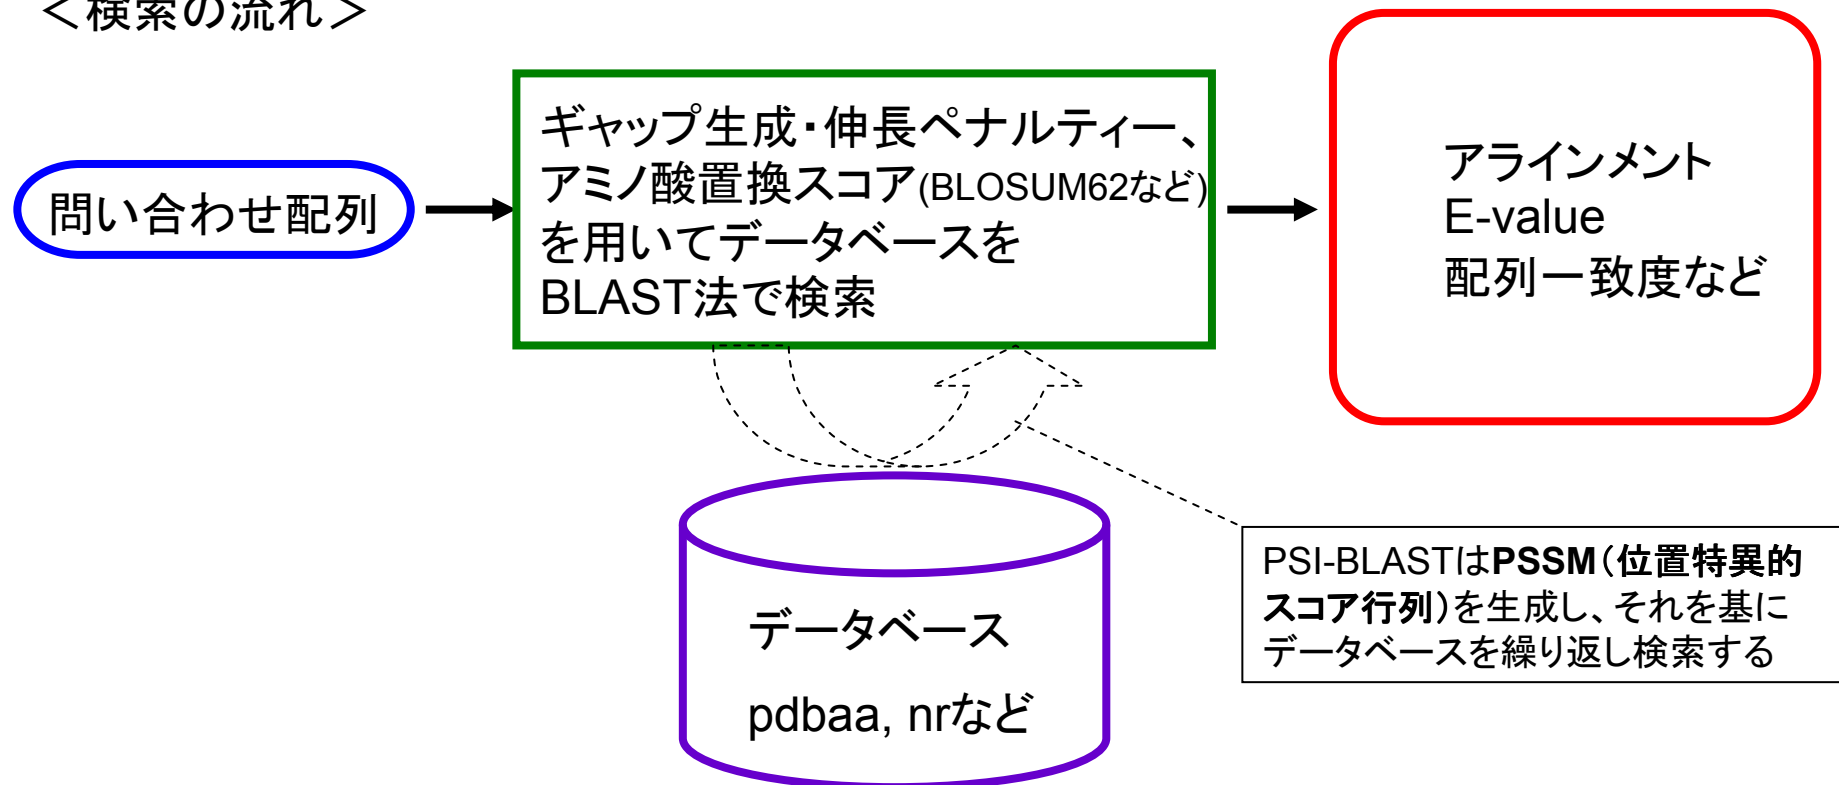 ＜検索の流れ＞
問い合わせ配列
ギャップ生成・伸長ペナルティー、
アミノ酸置換スコア(BLOSUM62など)
を用いてデータベースを
BLAST法で検索
アラインメント
E-value
配列一致度など
データベース
pdbaa, nrなど
PSI-BLASTはPSSM（位置特異的
スコア行列）を生成し、それを基に
データベースを繰り返し検索する